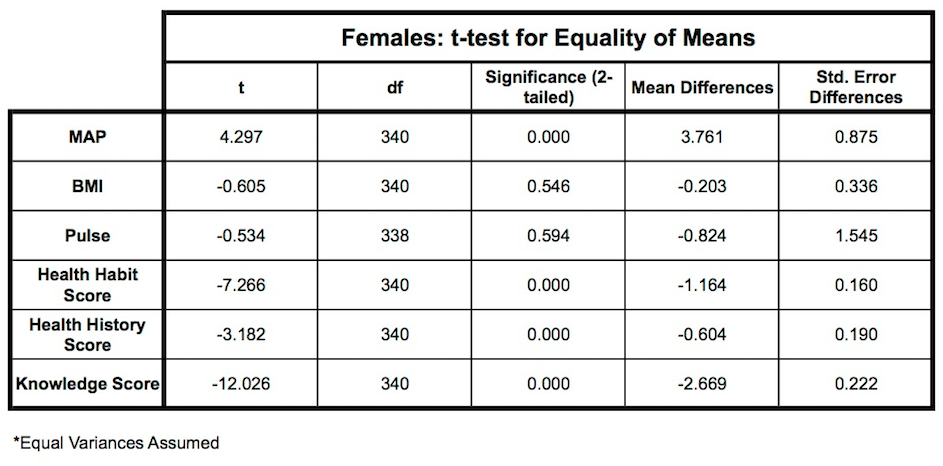 Females: t-test for Equality of Means
t df Significance (2-tailed) Mean Differences Std. Error Differences
MAP 4.297 340 0.000 3.761 0.875
BMI -0.605 340 0.546 -0.203 0.336
Pulse -0.534 338 0.594 -0.824 1.545
Health Habit Score -7.266 340 0.000 -1.164 0.160
Health History Score -3.182 340 0.000 -0.604 0.190
Knowledge Score -12.026 340 0.000 -2.669 0.222
*Equal Variances Assumed